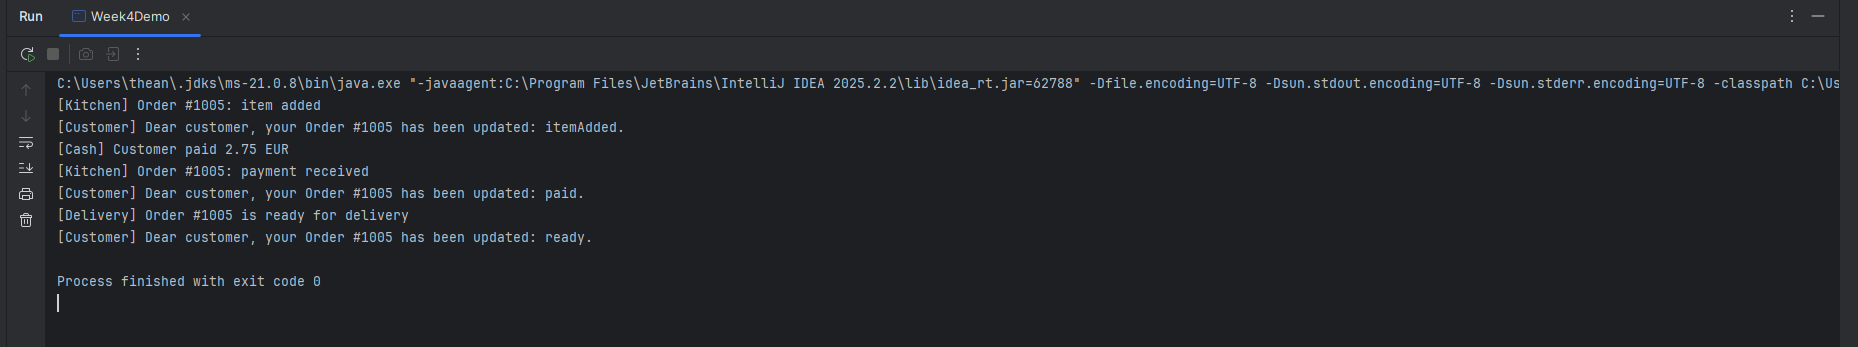 Run Week4Demo
C:\Users\thean\.jdks\ms-21.0.8\bin\java.exe "-javaagent:C:\Program Files\JetBrains\IntelliJ IDEA 2025.2.2\lib\idea_rt.jar=62788" -Dfile.encoding=UTF-8 -Dsun.stdout.encoding=UTF-8 -Dsun.stderr.encoding=UTF-8 -classpath C:\Us
[Kitchen] Order #1005: item added
[Customer] Dear customer, your Order #1005 has been updated: itemAdded.
[Cash] Customer paid 2.75 EUR
[Kitchen] Order #1005: payment received
[Customer] Dear customer, your Order #1005 has been updated: paid.
[Delivery] Order #1005 is ready for delivery
[Customer] Dear customer, your Order #1005 has been updated: ready.
Process finished with exit code 0